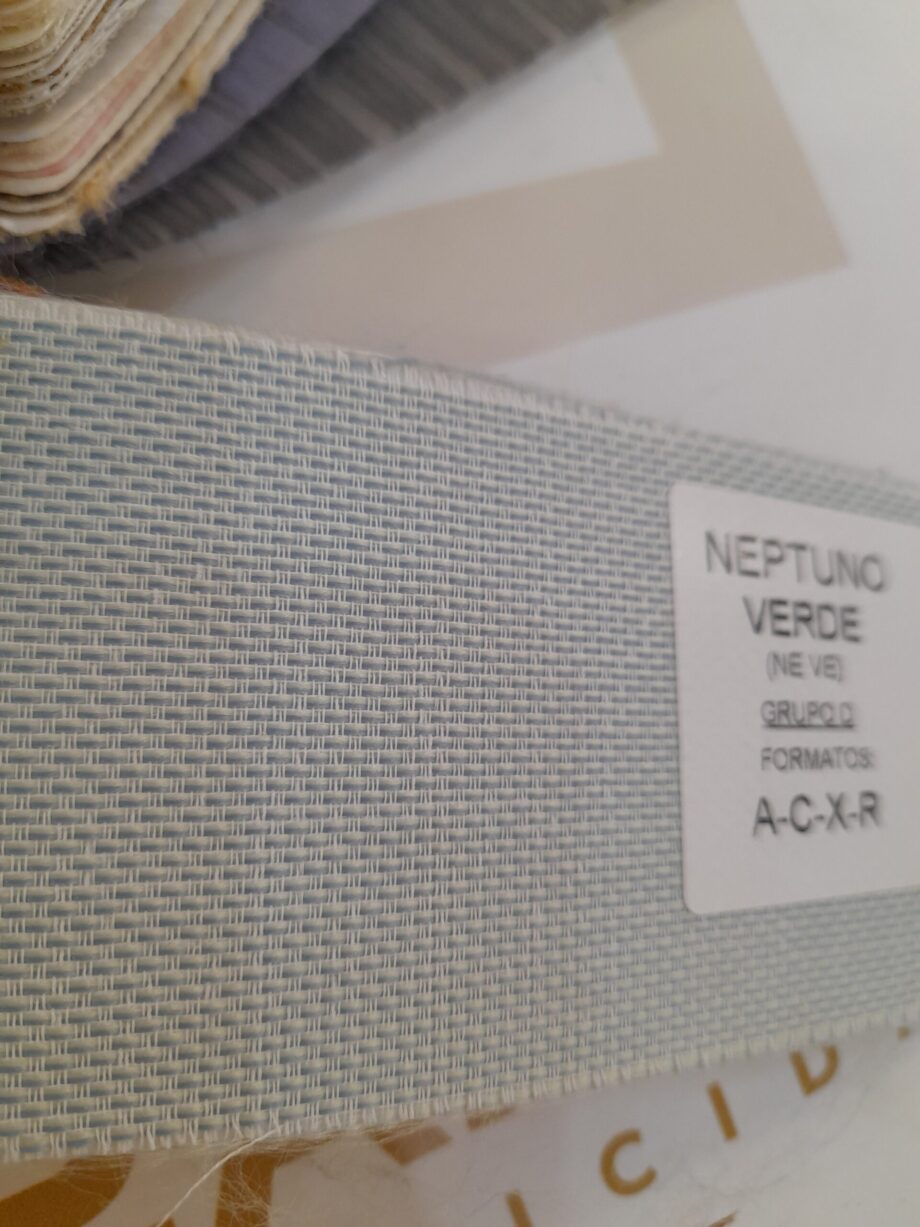 NEPTUNO
VERDE
(NE VE)
GRUPO O
FORMATOS:
A-C-X-R
I C I D